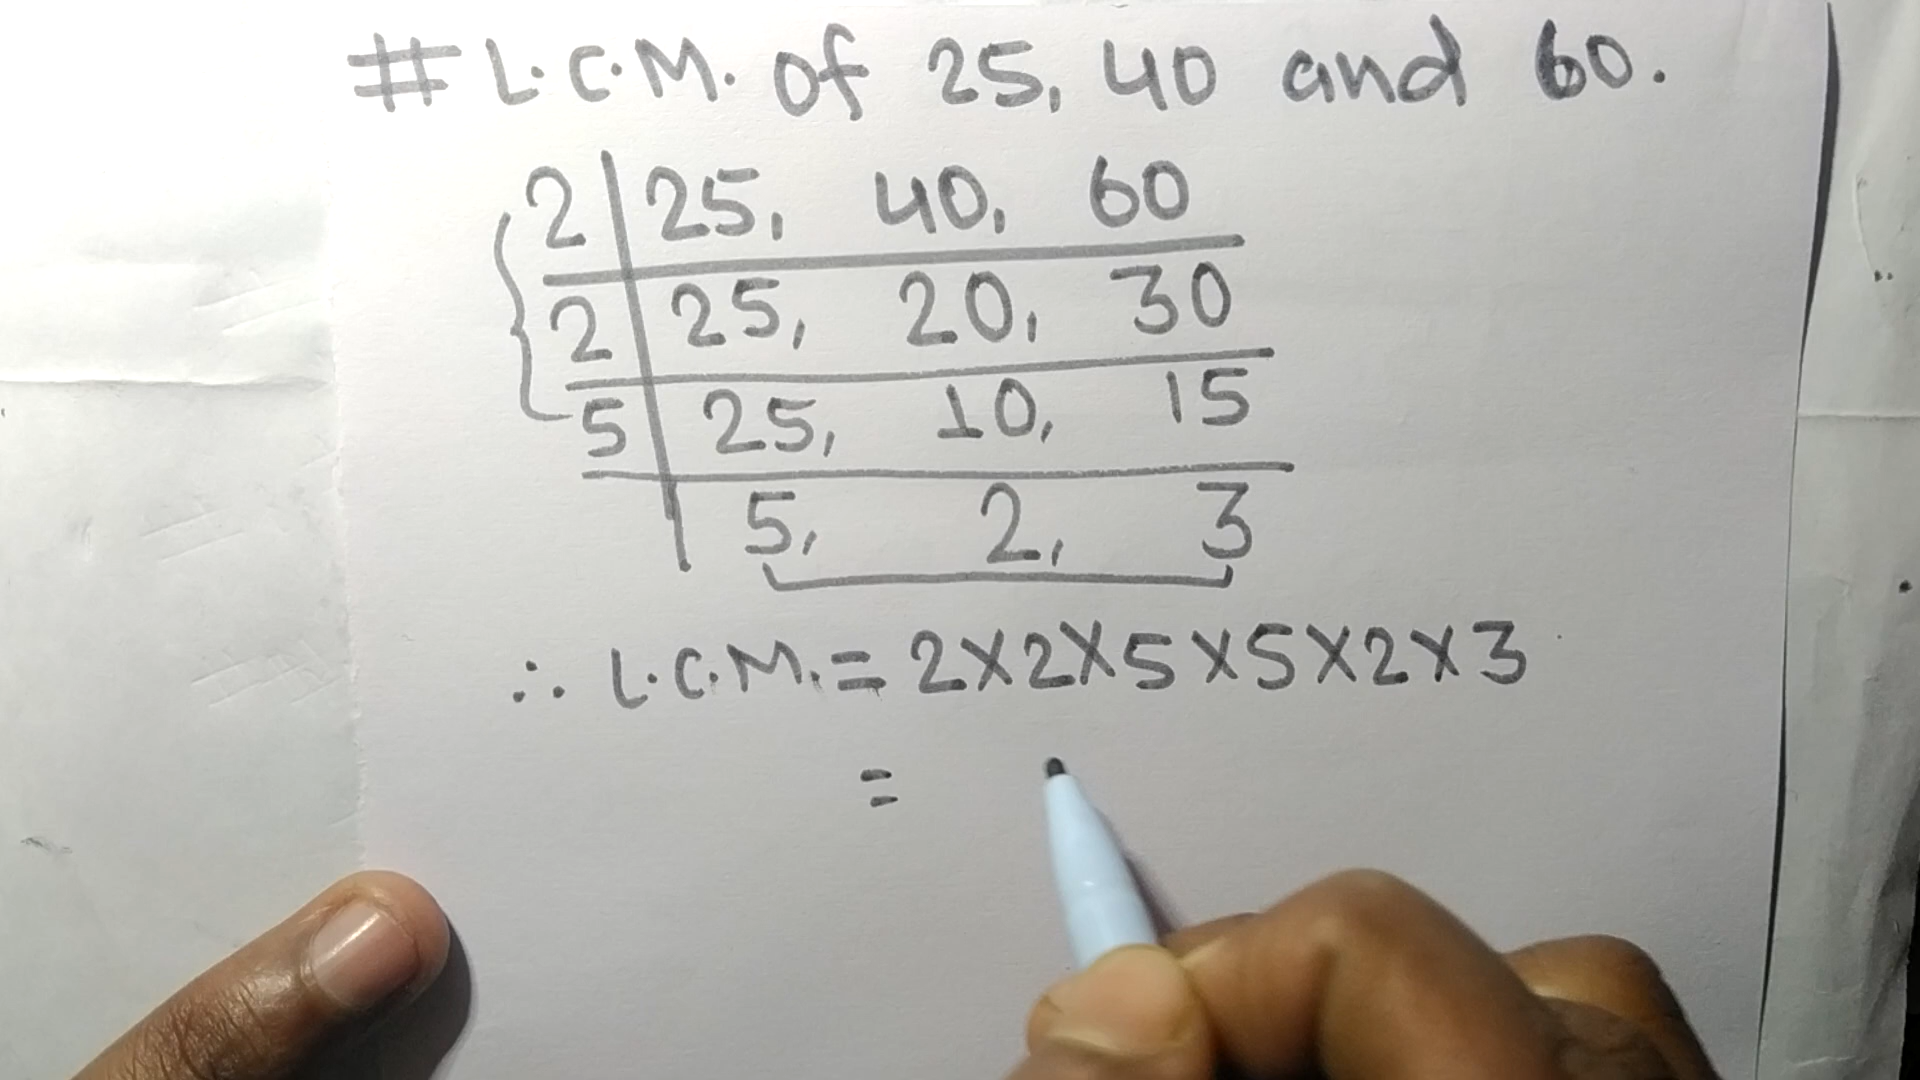 # L.C.M. of 25, 40 and 60.
2 | 25, 40, 60
2 | 25, 20, 30
5 | 25, 10, 15
| 5, 2, 3
∴ L.C.M. = 2×2×5×5×2×3
=